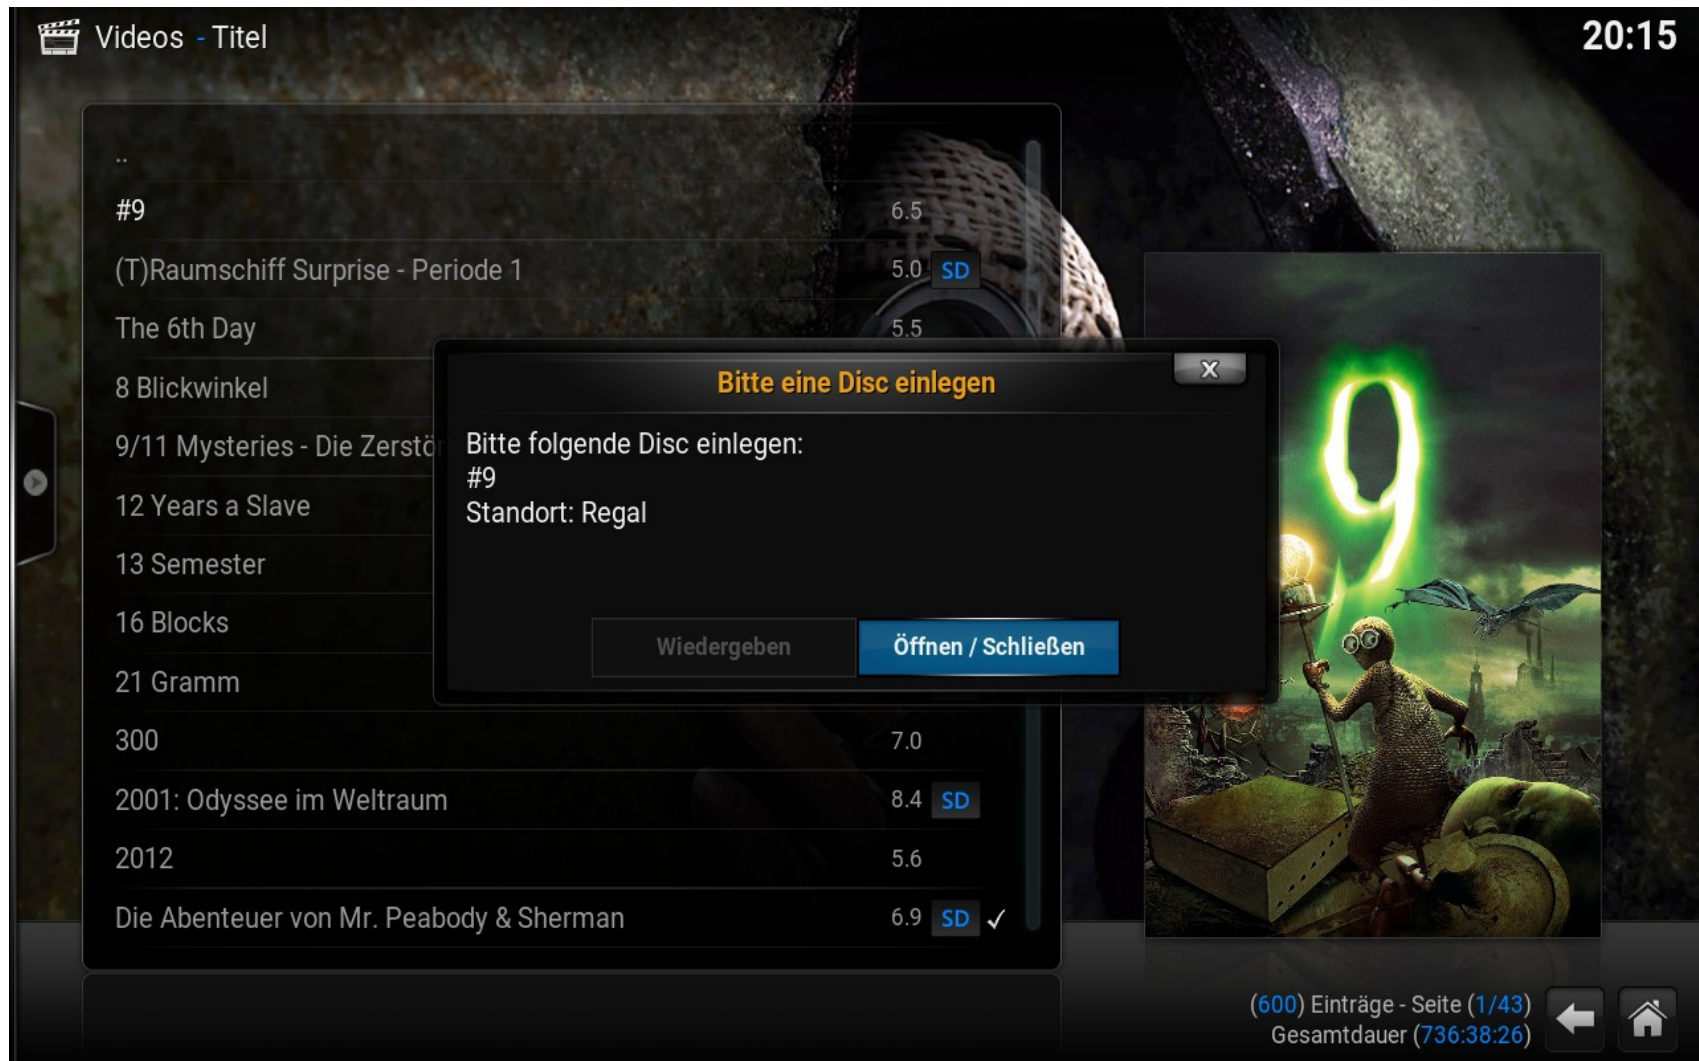 Videos - Titel
20:15
..
#9 6.5
(T)Raumschiff Surprise - Periode 1 5.0 SD
The 6th Day 5.5
8 Blickwinkel
9/11 Mysteries - Die Zerstör
12 Years a Slave
13 Semester
16 Blocks
21 Gramm
300 7.0
2001: Odyssee im Weltraum 8.4 SD
2012 5.6
Die Abenteuer von Mr. Peabody & Sherman 6.9 SD ✓
X
Bitte eine Disc einlegen
Bitte folgende Disc einlegen:
#9
Standort: Regal
Wiedergeben Öffnen / Schließen
9
(600) Einträge - Seite (1/43)
Gesamtdauer (736:38:26)